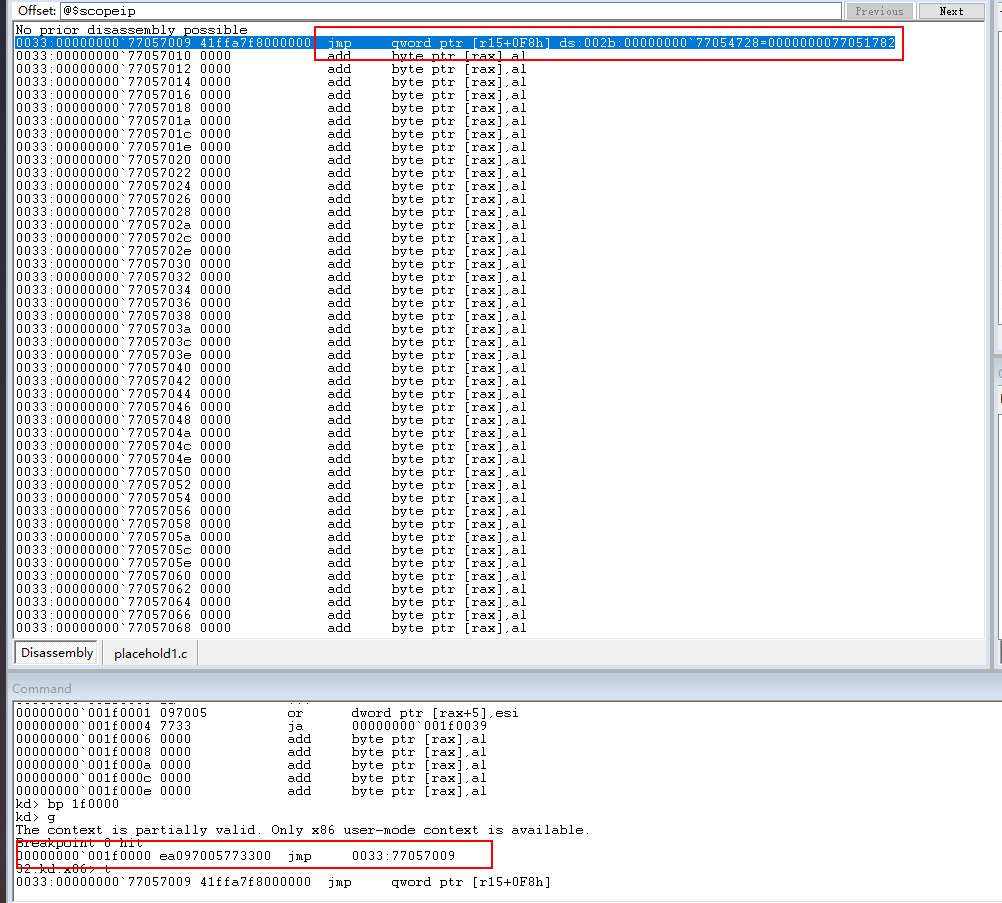 Offset: @$scopeip Previous Next
No prior disassembly possible
0033:00000000`77057009 41ffa7f8000000 jmp qword ptr [r15+0F8h] ds:002b:00000000`77054728=0000000077051782
0033:00000000`77057010 0000 add byte ptr [rax],al
0033:00000000`77057012 0000 add byte ptr [rax],al
0033:00000000`77057014 0000 add byte ptr [rax],al
0033:00000000`77057016 0000 add byte ptr [rax],al
0033:00000000`77057018 0000 add byte ptr [rax],al
0033:00000000`7705701a 0000 add byte ptr [rax],al
0033:00000000`7705701c 0000 add byte ptr [rax],al
0033:00000000`7705701e 0000 add byte ptr [rax],al
0033:00000000`77057020 0000 add byte ptr [rax],al
0033:00000000`77057022 0000 add byte ptr [rax],al
0033:00000000`77057024 0000 add byte ptr [rax],al
0033:00000000`77057026 0000 add byte ptr [rax],al
0033:00000000`77057028 0000 add byte ptr [rax],al
0033:00000000`7705702a 0000 add byte ptr [rax],al
0033:00000000`7705702c 0000 add byte ptr [rax],al
0033:00000000`7705702e 0000 add byte ptr [rax],al
0033:00000000`77057030 0000 add byte ptr [rax],al
0033:00000000`77057032 0000 add byte ptr [rax],al
0033:00000000`77057034 0000 add byte ptr [rax],al
0033:00000000`77057036 0000 add byte ptr [rax],al
0033:00000000`77057038 0000 add byte ptr [rax],al
0033:00000000`7705703a 0000 add byte ptr [rax],al
0033:00000000`7705703c 0000 add byte ptr [rax],al
0033:00000000`7705703e 0000 add byte ptr [rax],al
0033:00000000`77057040 0000 add byte ptr [rax],al
0033:00000000`77057042 0000 add byte ptr [rax],al
0033:00000000`77057044 0000 add byte ptr [rax],al
0033:00000000`77057046 0000 add byte ptr [rax],al
0033:00000000`77057048 0000 add byte ptr [rax],al
0033:00000000`7705704a 0000 add byte ptr [rax],al
0033:00000000`7705704c 0000 add byte ptr [rax],al
0033:00000000`7705704e 0000 add byte ptr [rax],al
0033:00000000`77057050 0000 add byte ptr [rax],al
0033:00000000`77057052 0000 add byte ptr [rax],al
0033:00000000`77057054 0000 add byte ptr [rax],al
0033:00000000`77057056 0000 add byte ptr [rax],al
0033:00000000`77057058 0000 add byte ptr [rax],al
0033:00000000`7705705a 0000 add byte ptr [rax],al
0033:00000000`7705705c 0000 add byte ptr [rax],al
0033:00000000`7705705e 0000 add byte ptr [rax],al
0033:00000000`77057060 0000 add byte ptr [rax],al
0033:00000000`77057062 0000 add byte ptr [rax],al
0033:00000000`77057064 0000 add byte ptr [rax],al
0033:00000000`77057066 0000 add byte ptr [rax],al
0033:00000000`77057068 0000 add byte ptr [rax],al
Disassembly placehold1.c
Command
00000000`001f0001 097005 or dword ptr [rax+5],esi
00000000`001f0004 7733 ja 00000000`001f0039
00000000`001f0006 0000 add byte ptr [rax],al
00000000`001f0008 0000 add byte ptr [rax],al
00000000`001f000a 0000 add byte ptr [rax],al
00000000`001f000c 0000 add byte ptr [rax],al
00000000`001f000e 0000 add byte ptr [rax],al
kd> bp 1f0000
kd> g
The context is partially valid. Only x86 user-mode context is available.
Breakpoint 0 hit
00000000`001f0000 ea097005773300 jmp 0033:77057009
32.kd.x86> t
0033:00000000`77057009 41ffa7f8000000 jmp qword ptr [r15+0F8h]